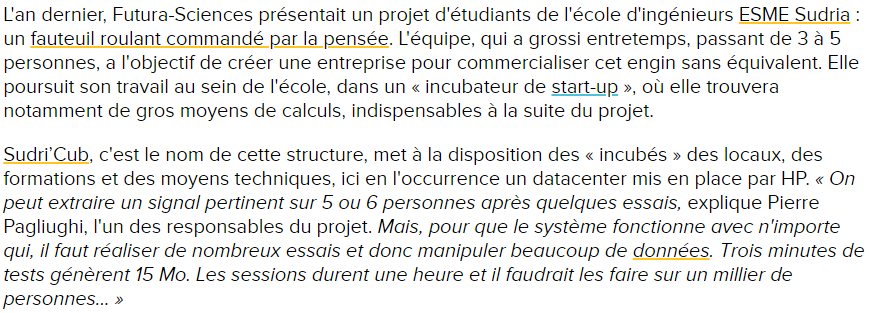 L'an dernier, Futura-Sciences présentait un projet d'étudiants de l'école d'ingénieurs ESME Sudria :
un fauteuil roulant commandé par la pensée. L'équipe, qui a grossi entretemps, passant de 3 à 5
personnes, a l'objectif de créer une entreprise pour commercialiser cet engin sans équivalent. Elle
poursuit son travail au sein de l'école, dans un « incubateur de start-up », où elle trouvera
notamment de gros moyens de calculs, indispensables à la suite du projet.
Sudri’Cub, c'est le nom de cette structure, met à la disposition des « incubés » des locaux, des
formations et des moyens techniques, ici en l'occurrence un datacenter mis en place par HP. « On
peut extraire un signal pertinent sur 5 ou 6 personnes après quelques essais, explique Pierre
Pagliughi, l'un des responsables du projet. Mais, pour que le système fonctionne avec n'importe
qui, il faut réaliser de nombreux essais et donc manipuler beaucoup de données. Trois minutes de
tests génèrent 15 Mo. Les sessions durent une heure et il faudrait les faire sur un millier de
personnes... »